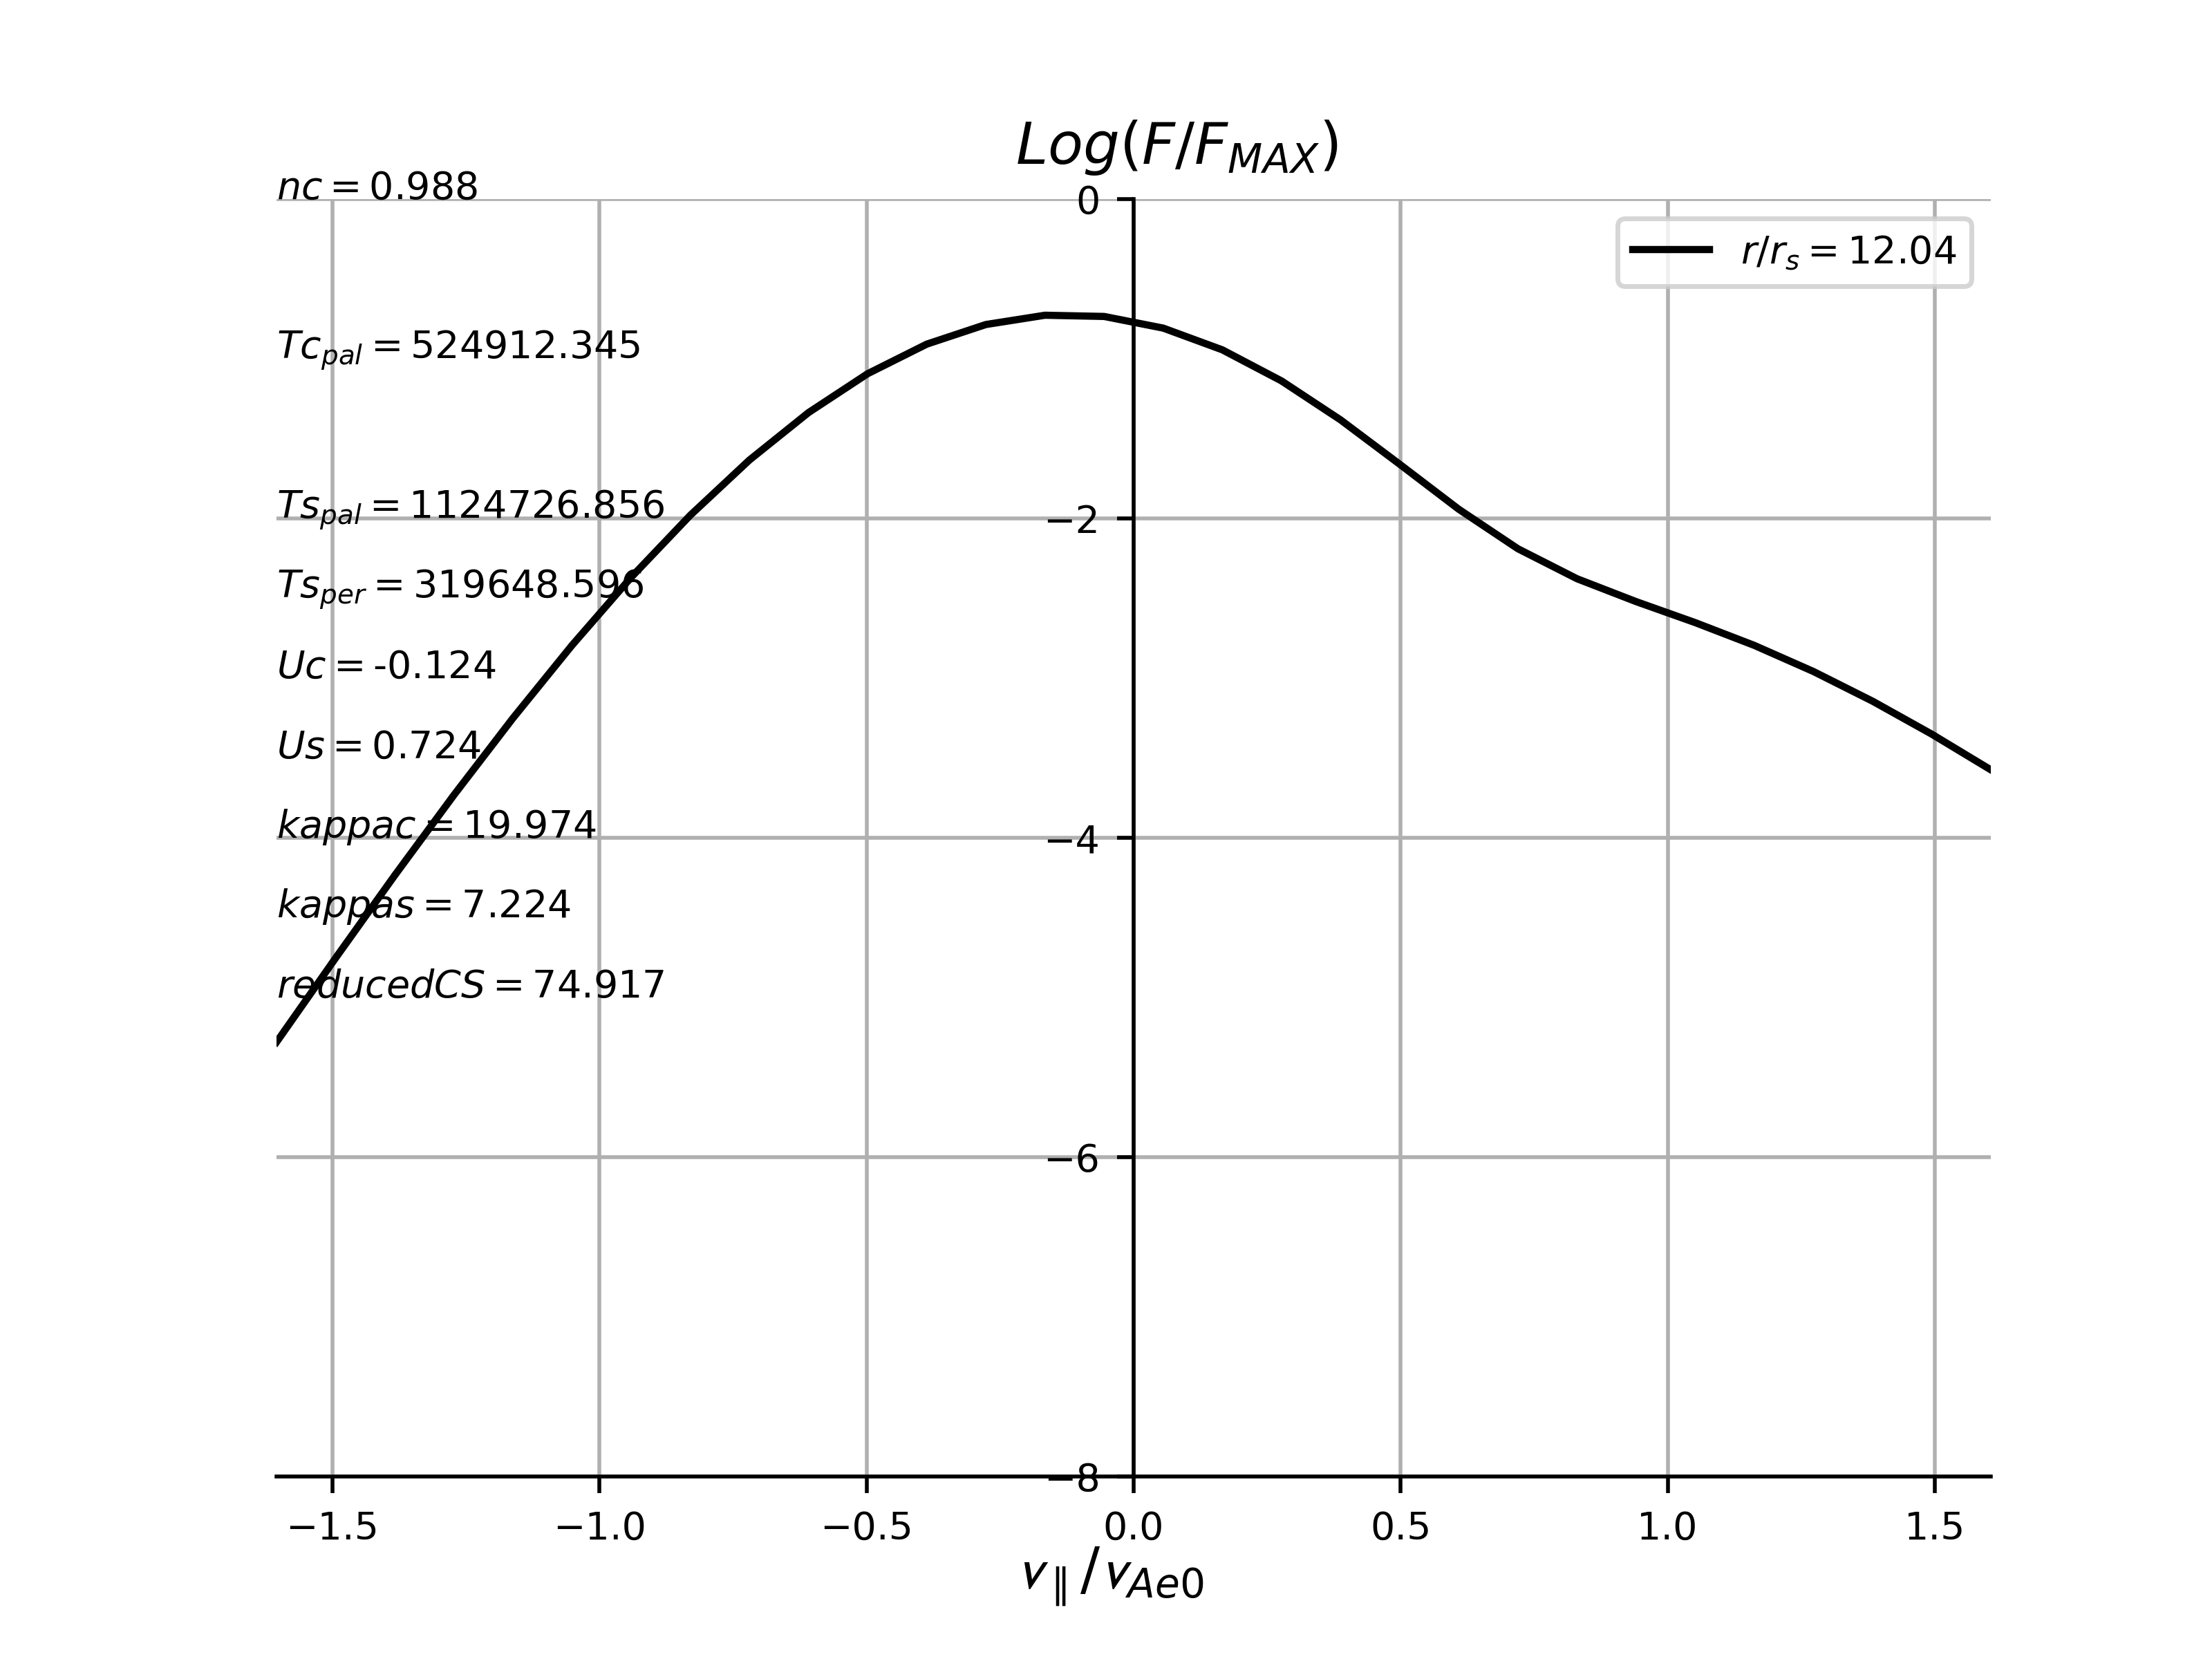 Log(F/F_MAX)
nc = 0.988
0
r/r_s = 12.04
Tc_pal = 524912.345
Ts_pal = 1124726.856
−2
Ts_per = 319648.596
Uc = -0.124
Us = 0.724
kappac = 19.974
−4
kappas = 7.224
reducedCS = 74.917
−6
−8
−1.5 −1.0 −0.5 0.0 0.5 1.0 1.5
v_∥/v_Ae0